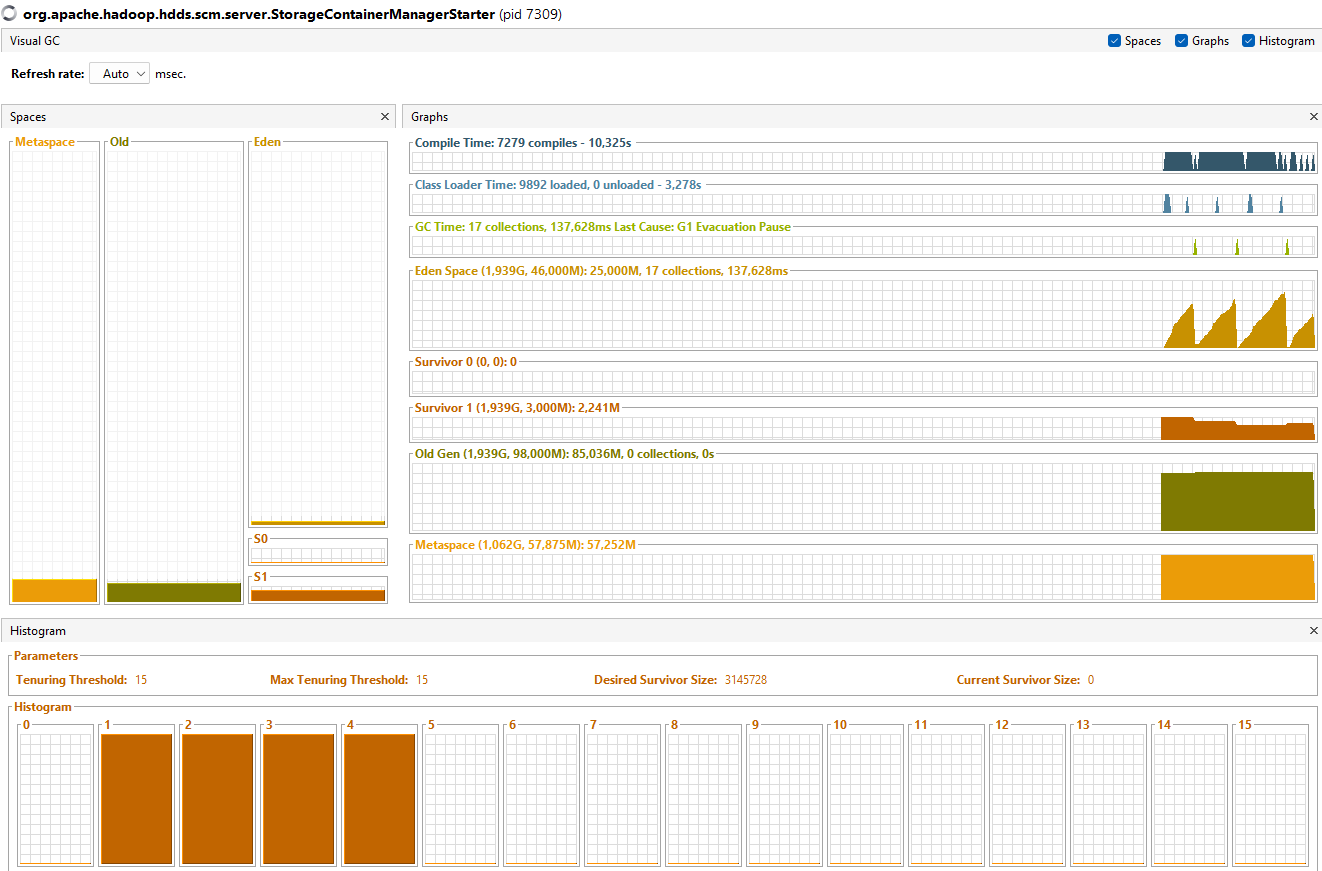 org.apache.hadoop.hdds.scm.server.StorageContainerManagerStarter (pid 7309)
Visual GC
Spaces Graphs Histogram
Refresh rate: Auto msec.
Spaces
Metaspace Old Eden
S0
S1
Graphs
Compile Time: 7279 compiles - 10,325s
Class Loader Time: 9892 loaded, 0 unloaded - 3,278s
GC Time: 17 collections, 137,628ms Last Cause: G1 Evacuation Pause
Eden Space (1,939G, 46,000M): 25,000M, 17 collections, 137,628ms
Survivor 0 (0, 0): 0
Survivor 1 (1,939G, 3,000M): 2,241M
Old Gen (1,939G, 98,000M): 85,036M, 0 collections, 0s
Metaspace (1,062G, 57,875M): 57,252M
Histogram
Parameters
Tenuring Threshold: 15 Max Tenuring Threshold: 15 Desired Survivor Size: 3145728 Current Survivor Size: 0
Histogram
0 1 2 3 4 5 6 7 8 9 10 11 12 13 14 15